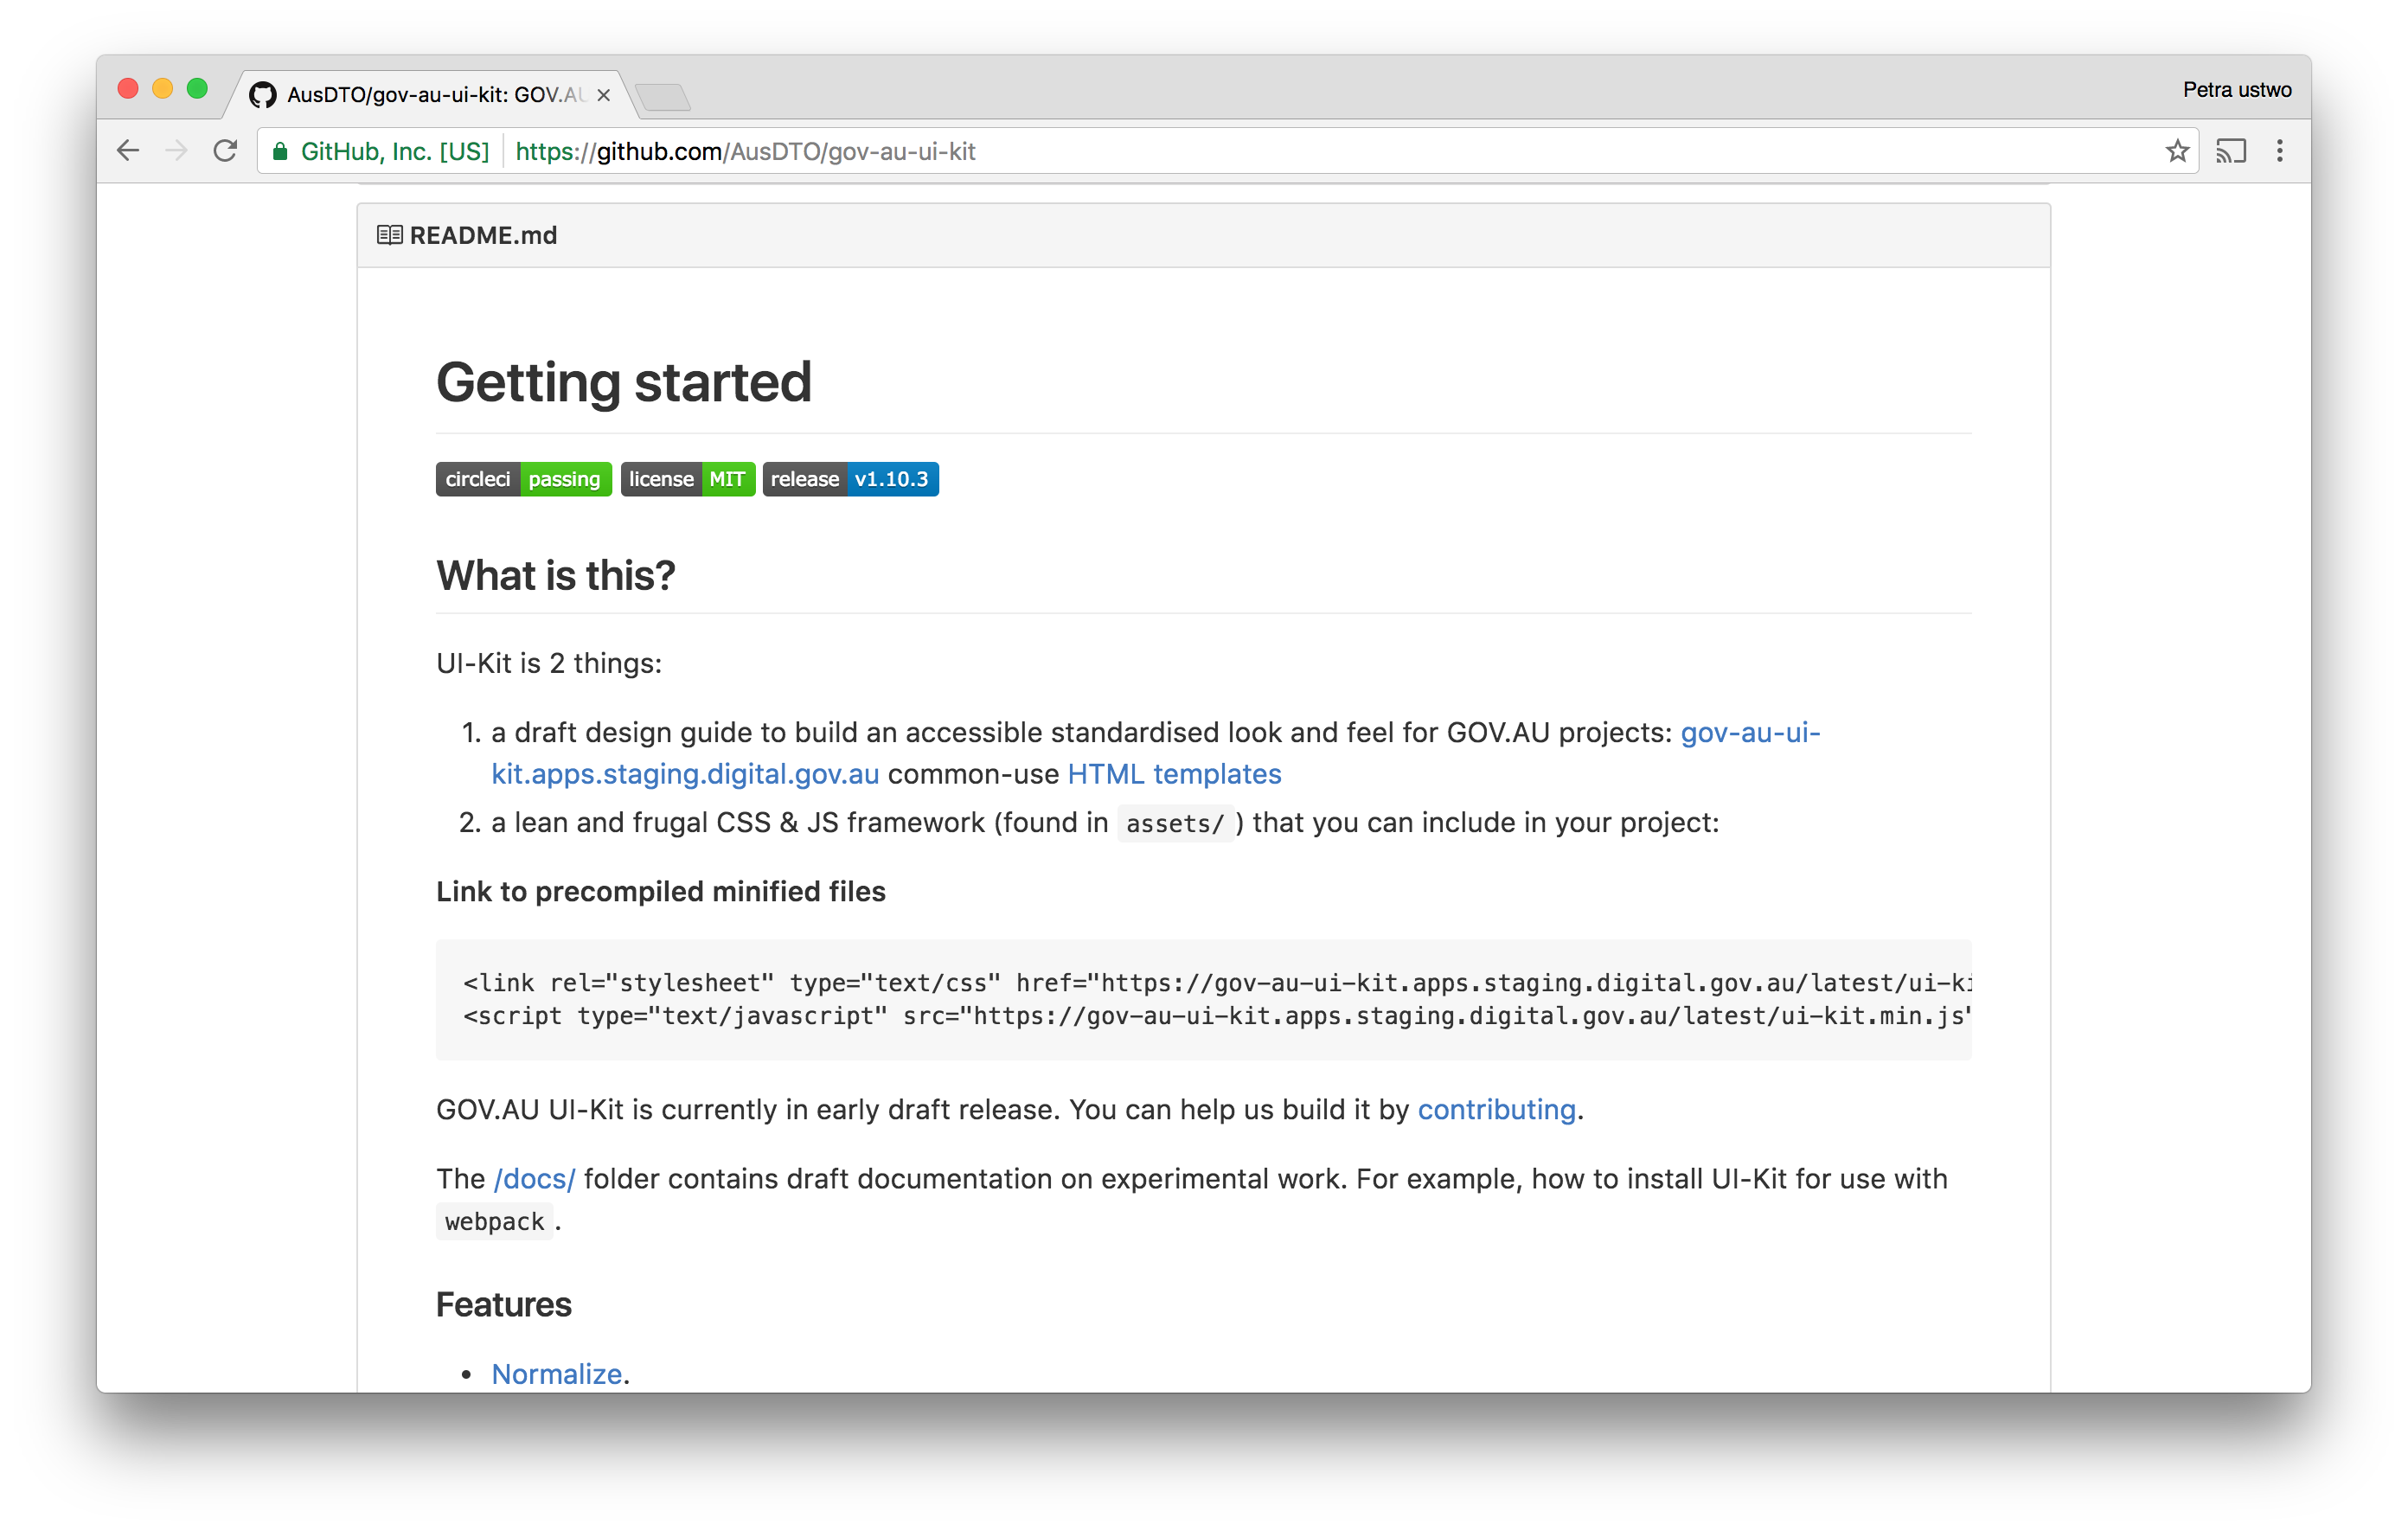 AusDTO/gov-au-ui-kit: GOV.AU
Petra ustwo
GitHub, Inc. [US] https://github.com/AusDTO/gov-au-ui-kit
README.md
Getting started
circleci passing license MIT release v1.10.3
What is this?
UI-Kit is 2 things:
1. a draft design guide to build an accessible standardised look and feel for GOV.AU projects: gov-au-ui-
kit.apps.staging.digital.gov.au common-use HTML templates
2. a lean and frugal CSS & JS framework (found in assets/ ) that you can include in your project:
Link to precompiled minified files
<link rel="stylesheet" type="text/css" href="https://gov-au-ui-kit.apps.staging.digital.gov.au/latest/ui-ki
<script type="text/javascript" src="https://gov-au-ui-kit.apps.staging.digital.gov.au/latest/ui-kit.min.js"
GOV.AU UI-Kit is currently in early draft release. You can help us build it by contributing.
The /docs/ folder contains draft documentation on experimental work. For example, how to install UI-Kit for use with
webpack .
Features
• Normalize.